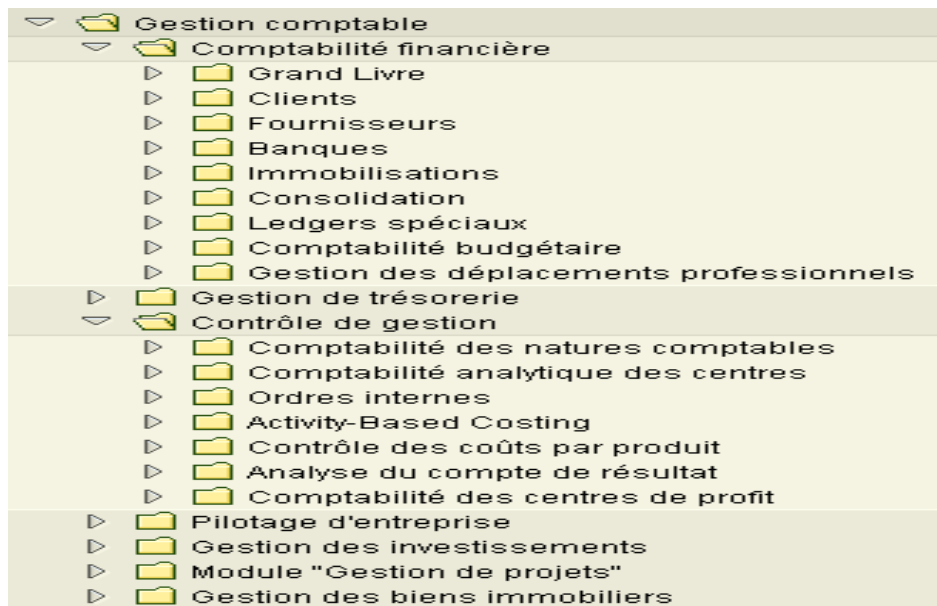 Gestion comptable
Comptabilité financière
Grand Livre
Clients
Fournisseurs
Banques
Immobilisations
Consolidation
Ledgers spéciaux
Comptabilité budgétaire
Gestion des déplacements professionnels
Gestion de trésorerie
Contrôle de gestion
Comptabilité des natures comptables
Comptabilité analytique des centres
Ordres internes
Activity-Based Costing
Contrôle des coûts par produit
Analyse du compte de résultat
Comptabilité des centres de profit
Pilotage d'entreprise
Gestion des investissements
Module "Gestion de projets"
Gestion des biens immobiliers